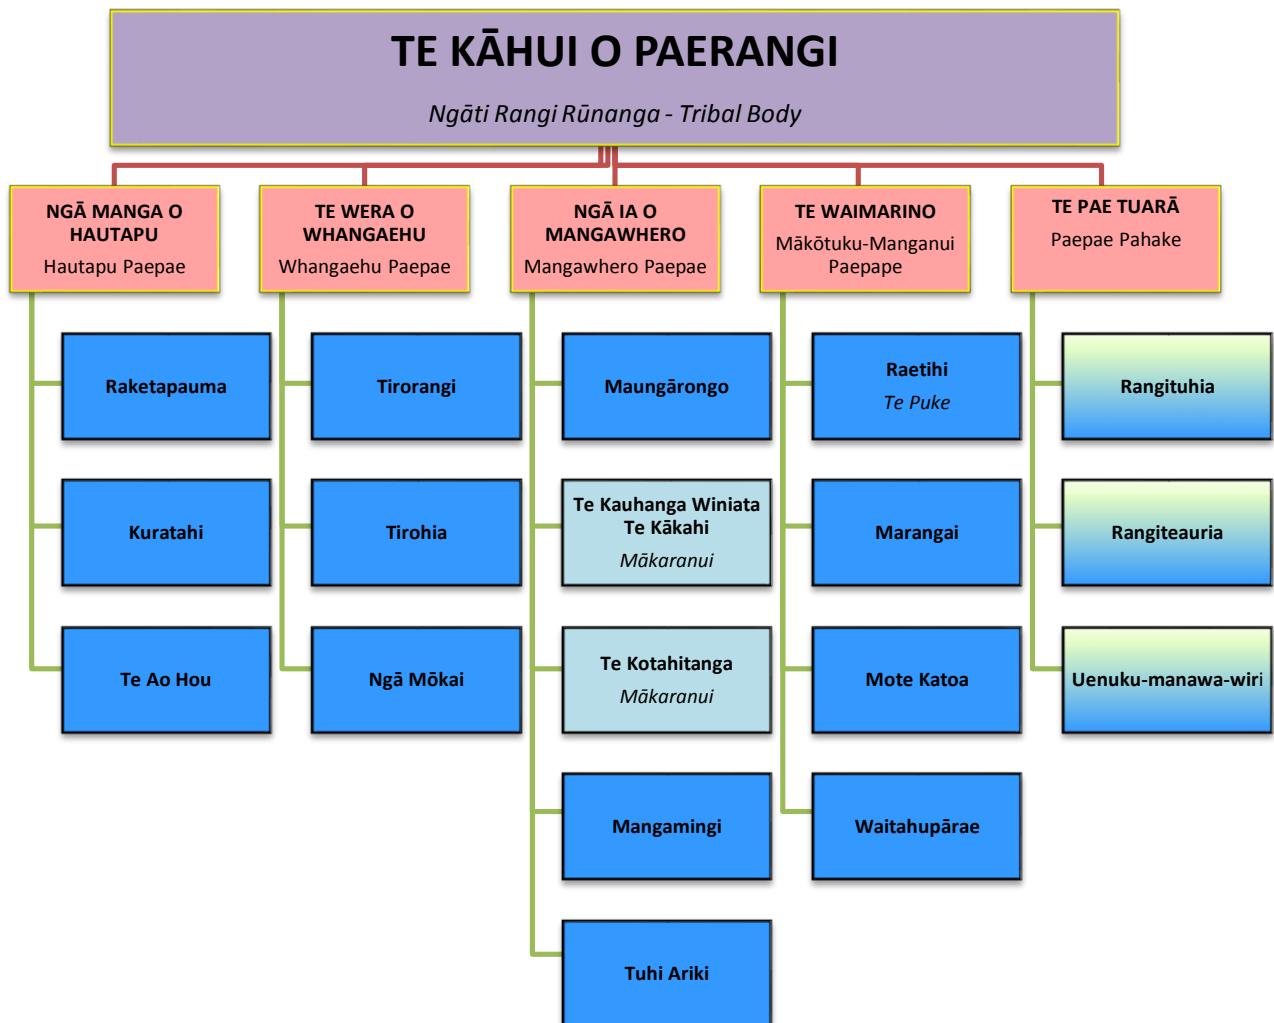 TE KĀHUI O PAERANGI
Ngāti Rangi Rūnanga - Tribal Body
NGĀ MANGA O
HAUTAPU
Hautapu Paepae
TE WERA O
WHANGAEHU
Whangaehu Paepae
NGĀ IA O
MANGAWHERO
Mangawhero Paepae
TE WAIMARINO
Mākōtuku-Manganui
Paepape
TE PAE TUARĀ
Paepae Pahake
Raketapauma
Kuratahi
Te Ao Hou
Tirorangi
Tirohia
Ngā Mōkai
Maungārongo
Te Kauhanga Winiata
Te Kākahi
Mākaranui
Te Kotahitanga
Mākaranui
Mangamingi
Tuhi Ariki
Raetihi
Te Puke
Marangai
Mote Katoa
Waitahupārae
Rangituhia
Rangiteauria
Uenuku-manawa-wiri